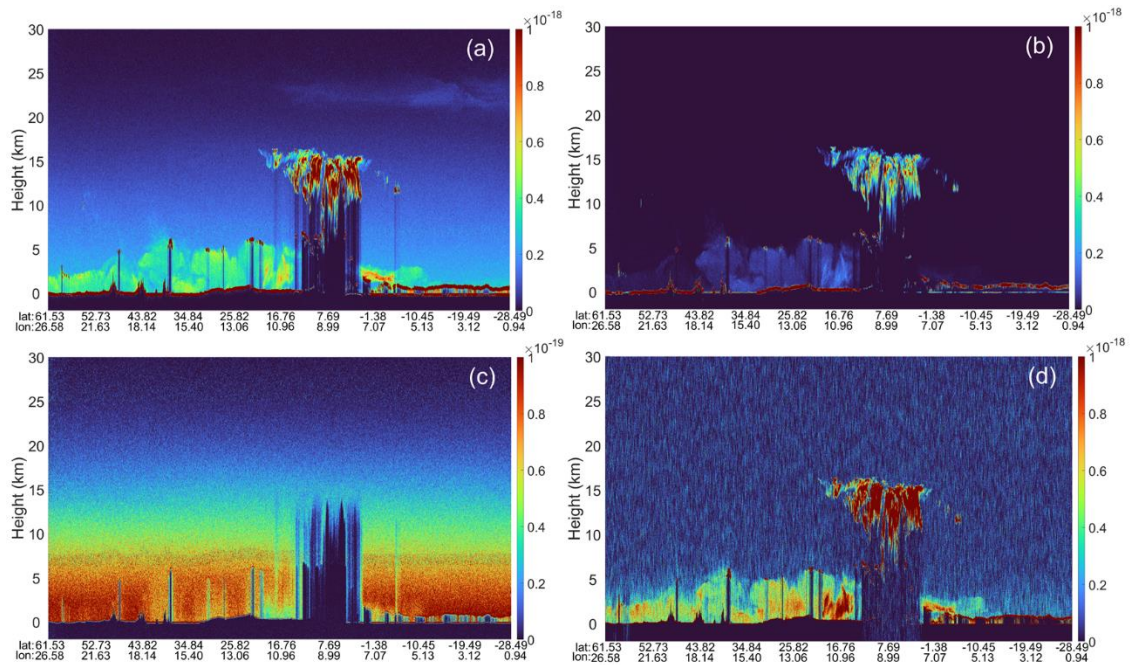 ×10⁻¹⁸
30 (a) 1
25 0.8
20
Height (km) 15 0.6
10 0.4
5 0.2
0 0
lat:61.53 52.73 43.82 34.84 25.82 16.76 7.67 -1.38 -10.45 -19.49 -28.49
lon:26.58 21.63 18.14 15.40 13.06 10.96 8.99 7.07 5.13 3.12 0.94
×10⁻¹⁸
30 (b) 1
25 0.8
20
Height (km) 15 0.6
10 0.4
5 0.2
0 0
lat:61.53 52.73 43.82 34.84 25.82 16.76 7.67 -1.38 -10.45 -19.49 -28.49
lon:26.58 21.63 18.14 15.40 13.06 10.96 8.99 7.07 5.13 3.12 0.94
×10⁻¹⁹
30 (c) 1
25 0.8
20
Height (km) 15 0.6
10 0.4
5 0.2
0 0
lat:61.53 52.73 43.82 34.84 25.82 16.76 7.67 -1.38 -10.45 -19.49 -28.49
lon:26.58 21.63 18.14 15.40 13.06 10.96 8.99 7.07 5.13 3.12 0.94
×10⁻¹⁸
30 (d) 1
25 0.8
20
Height (km) 15 0.6
10 0.4
5 0.2
0 0
lat:61.53 52.73 43.82 34.84 25.82 16.76 7.67 -1.38 -10.45 -19.49 -28.49
lon:26.58 21.63 18.14 15.40 13.06 10.96 8.99 7.07 5.13 3.12 0.94